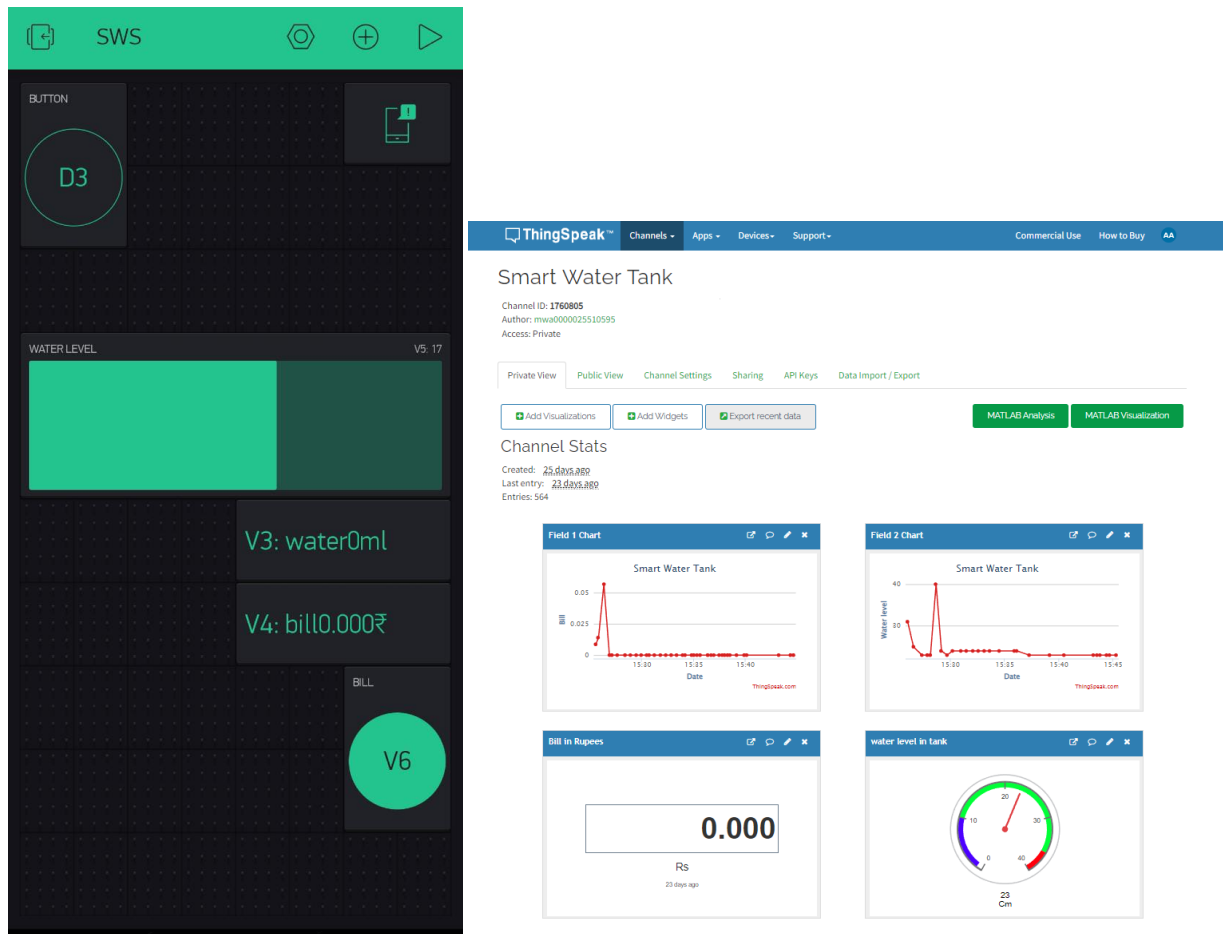 SWS
BUTTON
D3
!
WATER LEVEL V5: 17
V3: water0ml
V4: bill0.000₹
BILL
V6
ThingSpeak™ Channels Apps Devices Support Commercial Use How to Buy AA
Smart Water Tank
Channel ID: 1760805
Author: mwa0000025510595
Access: Private
Private View Public View Channel Settings Sharing API Keys Data Import / Export
Add Visualizations Add Widgets Export recent data MATLAB Analysis MATLAB Visualization
Channel Stats
Created: 25 days ago
Last entry: 23 days ago
Entries: 564
Field 1 Chart
Smart Water Tank
Bill
0.05
0.025
0
15:30 15:35 15:40
Date
ThingSpeak.com
Field 2 Chart
Smart Water Tank
Water level
40
30
15:30 15:35 15:40 15:45
Date
ThingSpeak.com
Bill in Rupees
0.000
Rs
23 days ago
water level in tank
20
10 30
0 40
23
Cm